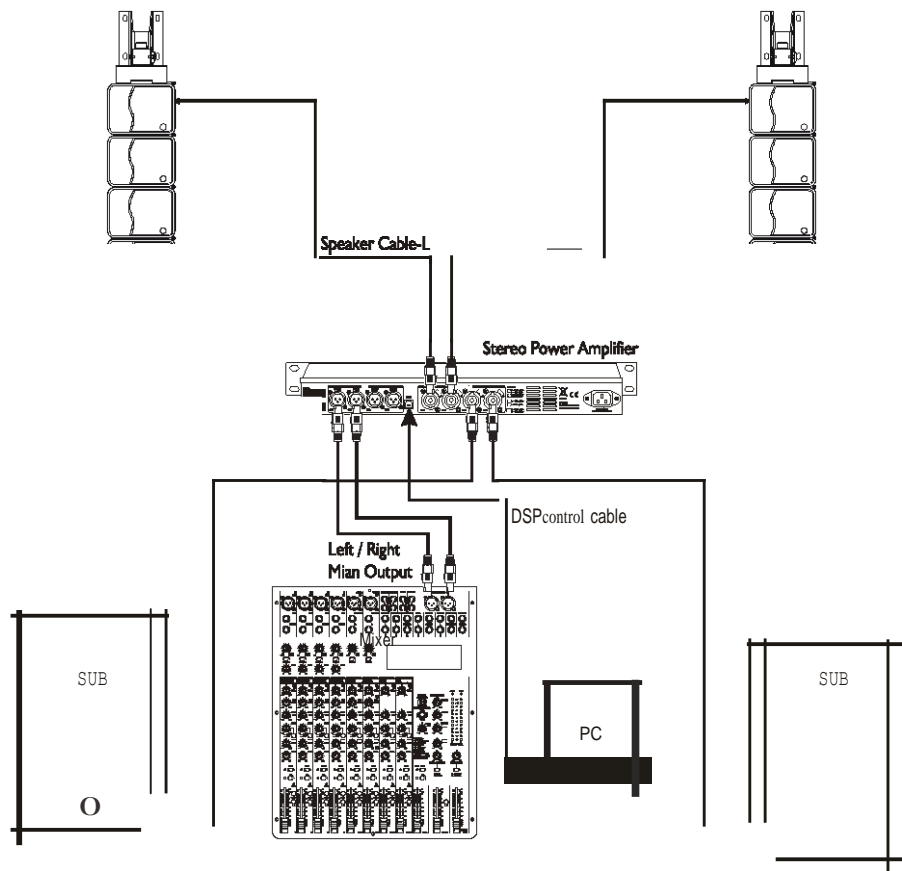 Speaker Cable-L
Stereo Power Amplifier
DSPcontrol cable
Left / Right
Mian Output
Mixer
SUB
SUB
PC
O